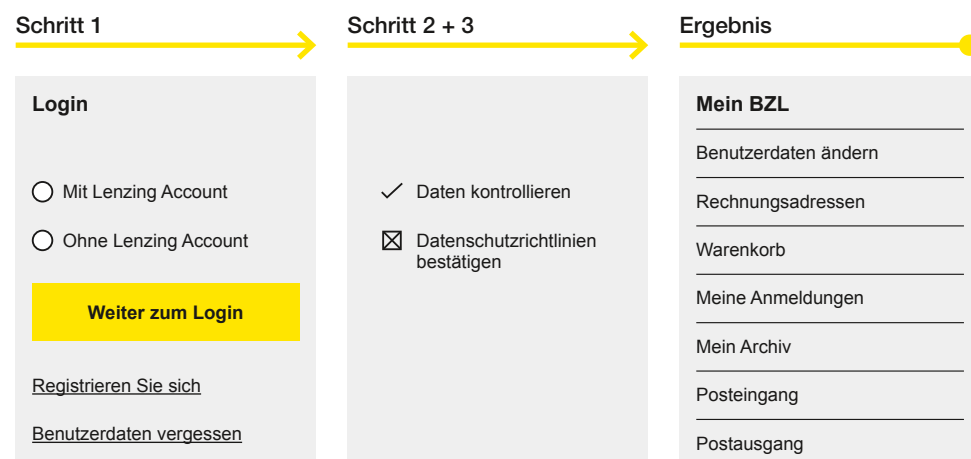 Schritt 1
Login
Mit Lenzing Account
Ohne Lenzing Account
Weiter zum Login
Registrieren Sie sich
Benutzerdaten vergessen
Schritt 2 + 3
Daten kontrollieren
Datenschutzrichtlinien
bestätigen
Ergebnis
Mein BZL
Benutzerdaten ändern
Rechnungsadressen
Warenkorb
Meine Anmeldungen
Mein Archiv
Posteingang
Postausgang